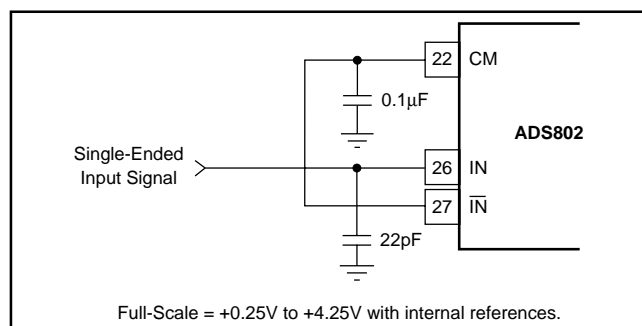 22 CM
0.1µF
ADS802
Single-Ended
Input Signal
26 IN
27 I̅N̅
22pF
Full-Scale = +0.25V to +4.25V with internal references.